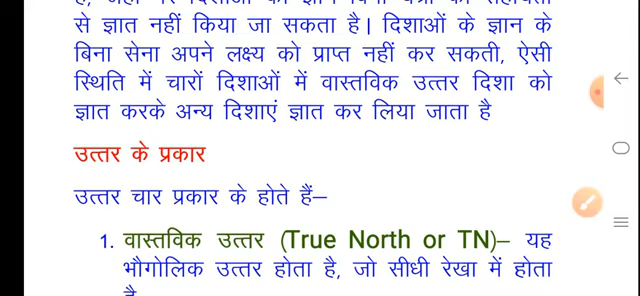 से ज्ञात नहीं किया जा सकता है। दिशाओं के ज्ञान के
बिना सेना अपने लक्ष्य को प्राप्त नहीं कर सकती, ऐसी
स्थिति में चारों दिशाओं में वास्तविक उत्तर दिशा को
ज्ञात करके अन्य दिशाएं ज्ञात कर लिया जाता है
उत्तर के प्रकार
उत्तर चार प्रकार के होते हैं–
1. वास्तविक उत्तर (True North or TN)– यह
भौगोलिक उत्तर होता है, जो सीधी रेखा में होता